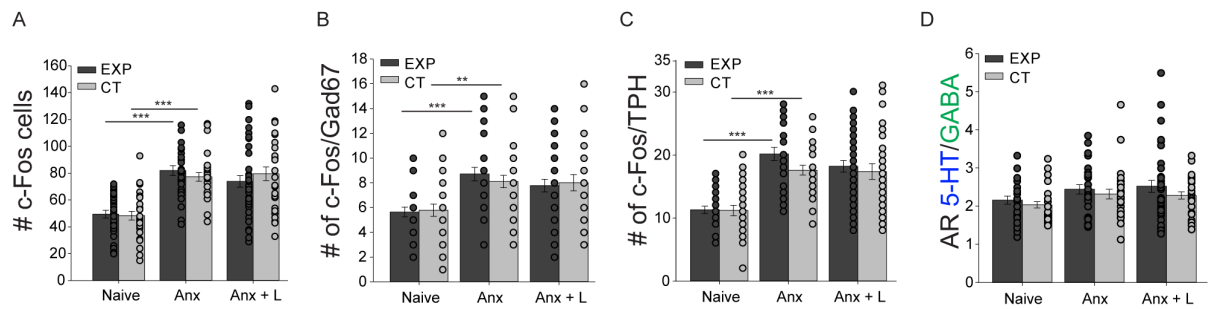 A
# c-Fos cells
160
140
120
100
80
60
40
20
0
EXP
CT
***
***
Naive
Anx
Anx + L
B
# of c-Fos/Gad67
18
16
14
12
10
8
6
4
2
0
EXP
CT
**
***
Naive
Anx
Anx + L
C
# of c-Fos/TPH
35
30
20
10
0
EXP
CT
***
***
Naive
Anx
Anx + L
D
AR 5-HT/GABA
6
5
4
3
2
1
0
EXP
CT
Naive
Anx
Anx + L